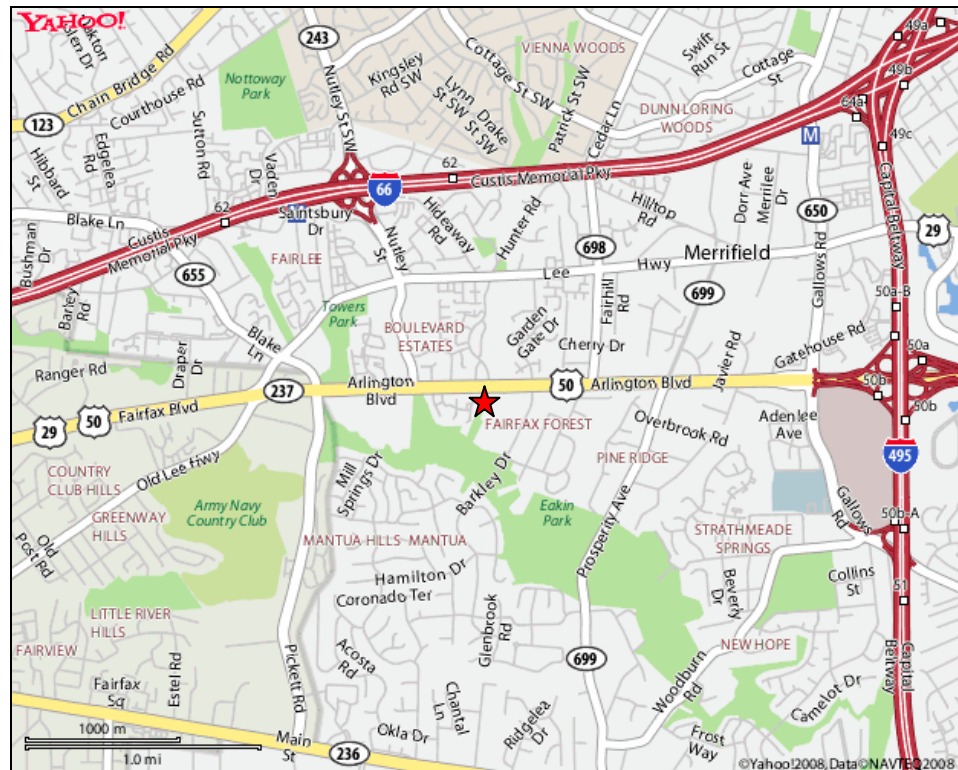 YAHOO!
Oakton
Glen Dr
243
49a
VIENNA WOODS
Swift
Run St
Cottage
St
Chain Bridge Rd
Nutley St SW
Kingsley
Rd SW
Cottage St SW
Nottoway
Park
Lynn
St SW
Drake
St SW
Patrick St SW
Cedar Ln
49b
64a
DUNN LORING
WOODS
123
Courthouse Rd
M
49c
Edgelea
Rd
Hibbard
St
Sutton Rd
Vaden
Dr
62
66
Custis Memorial Pky
Capital Beltway
Dorr Ave
Merrilee
Dr
Hilltop
Rd
Blake Ln
62
Saintsbury
Dr
Hideaway
Rd
Hunter Rd
650
29
Bushman
Dr
Custis
Memorial Pky
Nutley
St
698
Merrifield
Gallows Rd
FAIRLEE
655
Lee
Hwy
699
50a-B
Barley
Rd
Towers
Park
Fairhill
Rd
Blake
Ln
BOULEVARD
ESTATES
Garden
Gate Dr
Cherry Dr
Javier Rd
Gatehouse Rd
50a
Ranger Rd
Draper
Dr
237
Arlington
Blvd
50
Arlington Blvd
50b
29
50
Fairfax Blvd
FAIRFAX FOREST
Overbrook Rd
Adenlee
Ave
50b
COUNTRY
CLUB HILLS
Old Lee Hwy
Mill
Springs Dr
Barkley Dr
PINE RIDGE
495
Army Navy
Country Club
Eakin
Park
Prosperity Ave
Gallows
Rd
50b-A
GREENWAY
HILLS
Old
Post Rd
MANTUA HILLS
MANTUA
STRATHMEADE
SPRINGS
Hamilton Dr
Coronado Ter
Beverly
Dr
Collins
St
51
LITTLE RIVER
HILLS
Glenbrook
Rd
FAIRVIEW
Estel Rd
Pickett Rd
Acosta
Rd
699
NEW HOPE
Capital
Beltway
Fairfax
Sq
Chantal
Ln
Woodburn
Rd
Camelot Dr
1000 m
1.0 mi
Main
St
236
Okla Dr
Ridgelea
Dr
Frost
Way
©Yahoo!2008, Data©NAVTEQ2008